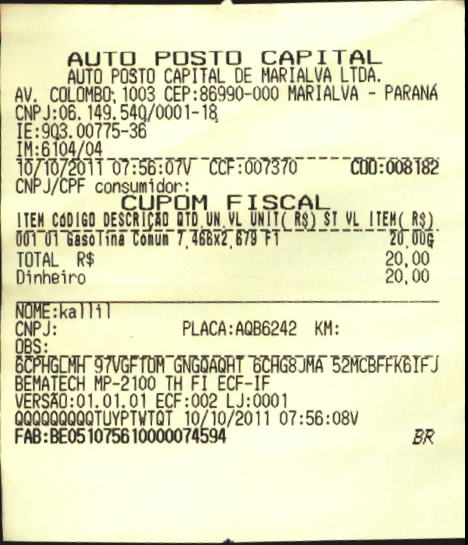 AUTO POSTO CAPITAL
AUTO POSTO CAPITAL DE MARIALVA LTDA.
AV. COLOMBO, 1003 CEP:86990-000 MARIALVA - PARANÁ
CNPJ:06.149.540/0001-18
IE:903.00775-36
IM:6104/04
10/10/2011 07:56:07V CCF:007370 COO:008182
CNPJ/CPF consumidor:
CUPOM FISCAL
ITEM CÓDIGO DESCRIÇÃO QTD.UN.VL UNIT( R$) ST VL ITEM( R$)
001 01 Gasolina Comum 7,466x2,679 F1 20,00G
TOTAL R$ 20,00
Dinheiro 20,00
NOME:kallil
CNPJ: PLACA:AQB6242 KM:
OBS:
6CPHGLMH 97VGFTOM GNGQAQHT 6CHG8JMA 52MCBFFK6IFJ
BEMATECH MP-2100 TH FI ECF-IF
VERSÃO:01.01.01 ECF:002 LJ:0001
QQQQQQQQQTUYPTWTQT 10/10/2011 07:56:08V
FAB:BE051075610000074594 BR